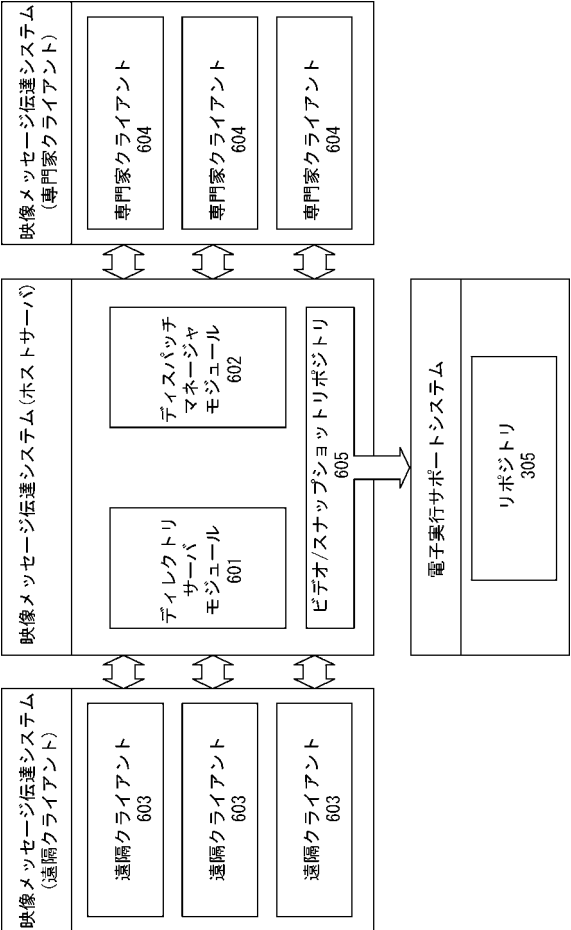 映像メッセージ伝達システム
(遠隔クライアント)
遠隔クライアント
603
遠隔クライアント
603
遠隔クライアント
603
映像メッセージ伝達システム(ホストサーバ)
ディレクトリ
サーバ
モジュール
601
ディスパッチ
マネージャ
モジュール
602
ビデオ/スナップショットリポジトリ
605
映像メッセージ伝達システム
(専門家クライアント)
専門家クライアント
604
専門家クライアント
604
専門家クライアント
604
電子実行サポートシステム
リポジトリ
305